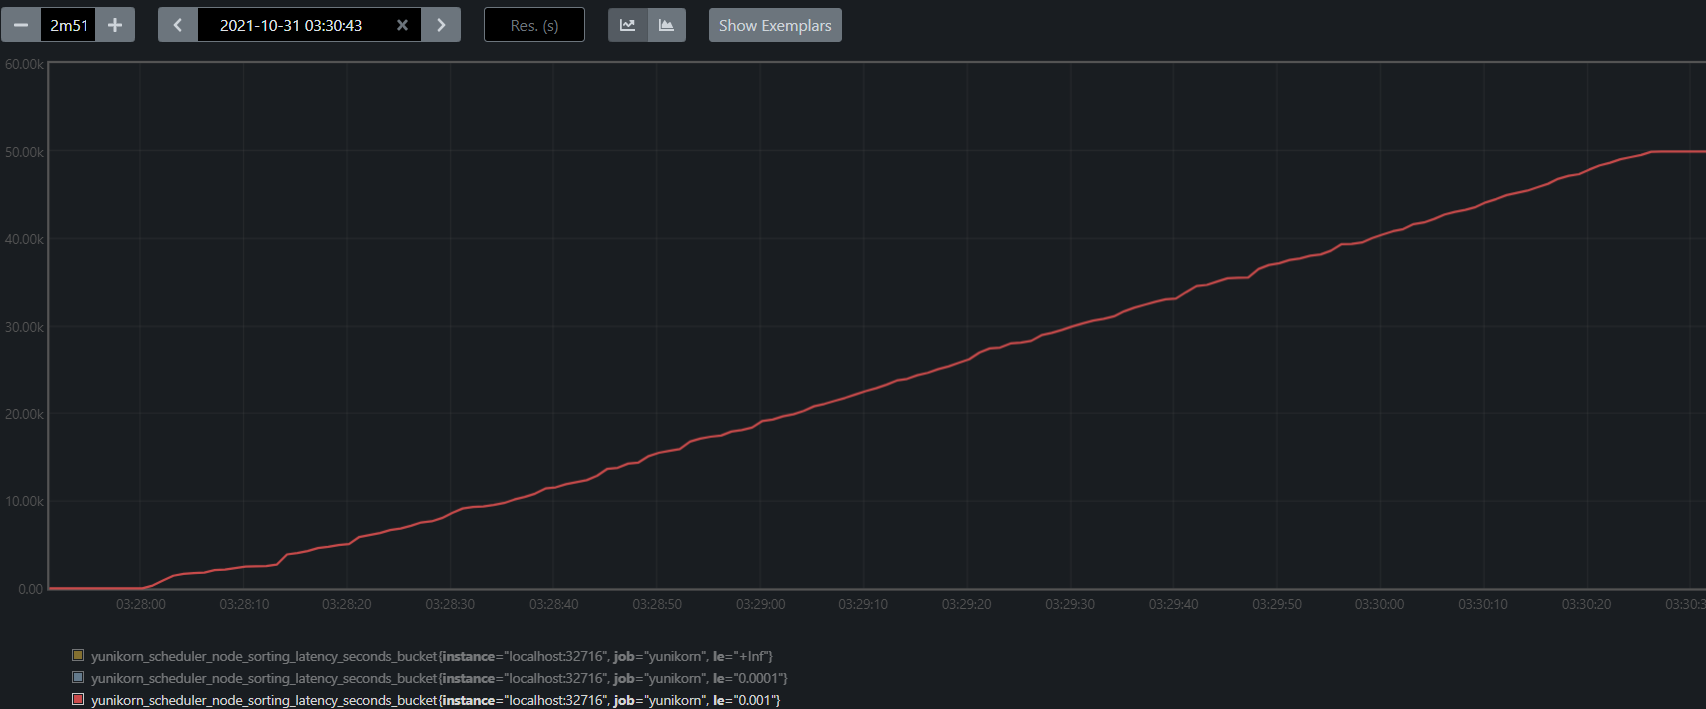 2m51 2021-10-31 03:30:43 Res. (s) Show Exemplars
60.00k
50.00k
40.00k
30.00k
20.00k
10.00k
0.00
03:28:00 03:28:10 03:28:20 03:28:30 03:28:40 03:28:50 03:29:00 03:29:10 03:29:20 03:29:30 03:29:40 03:29:50 03:30:00 03:30:10 03:30:20 03:30:3
yunikorn_scheduler_node_sorting_latency_seconds_bucket{instance="localhost:32716", job="yunikorn", le="+Inf"}
yunikorn_scheduler_node_sorting_latency_seconds_bucket{instance="localhost:32716", job="yunikorn", le="0.0001"}
yunikorn_scheduler_node_sorting_latency_seconds_bucket{instance="localhost:32716", job="yunikorn", le="0.001"}